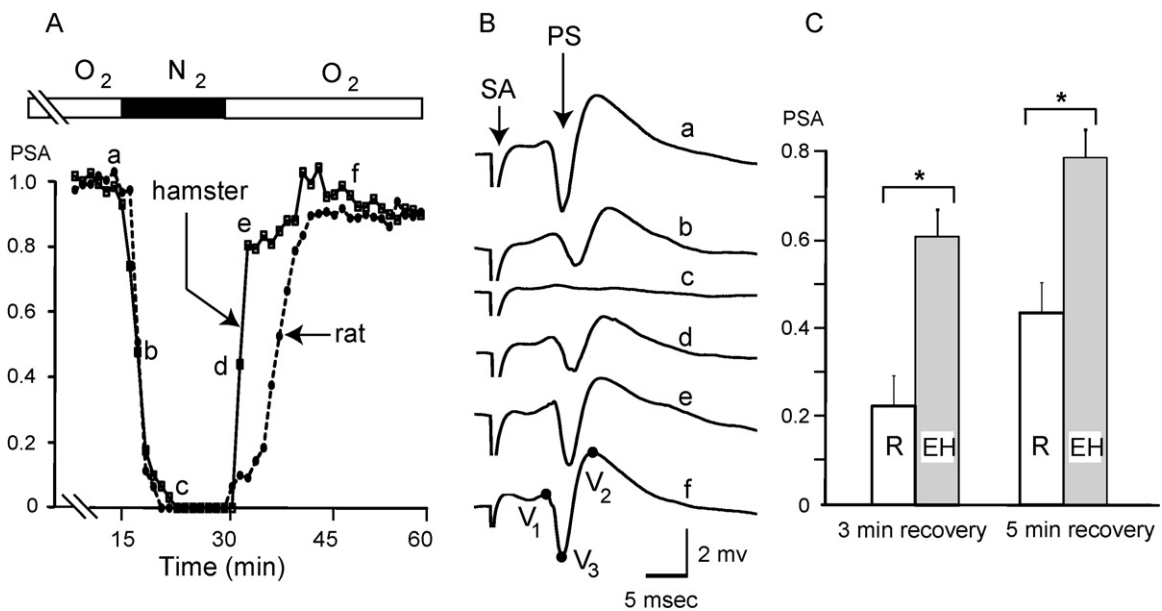 A
O2 N2 O2
PSA
1.0
0.8
0.6
0.4
0.2
0
a
b
c
d
e
f
hamster
rat
15 30 45 60
Time (min)
B
PS
SA
a
b
c
d
e
f
V1
V2
V3
2 mv
5 msec
C
PSA
0.8
0.6
0.4
0.2
0
*
*
R EH R EH
3 min recovery 5 min recovery